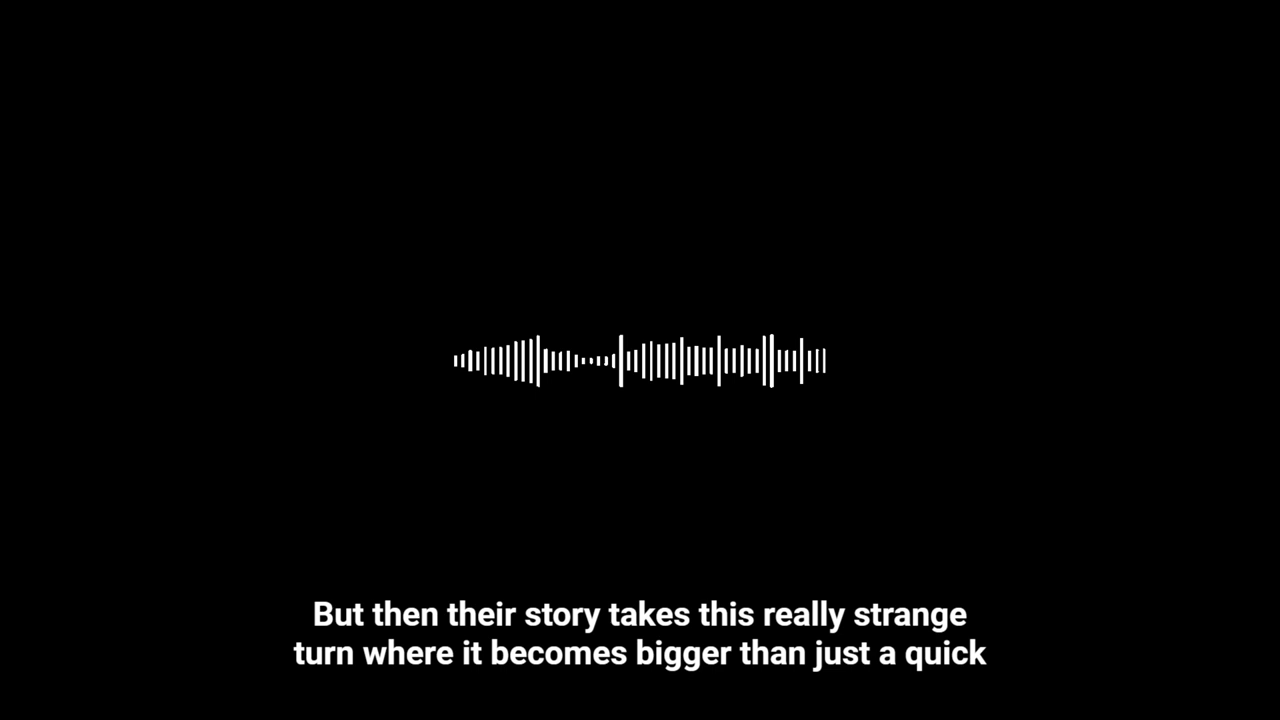 But then their story takes this really strange
turn where it becomes bigger than just a quick